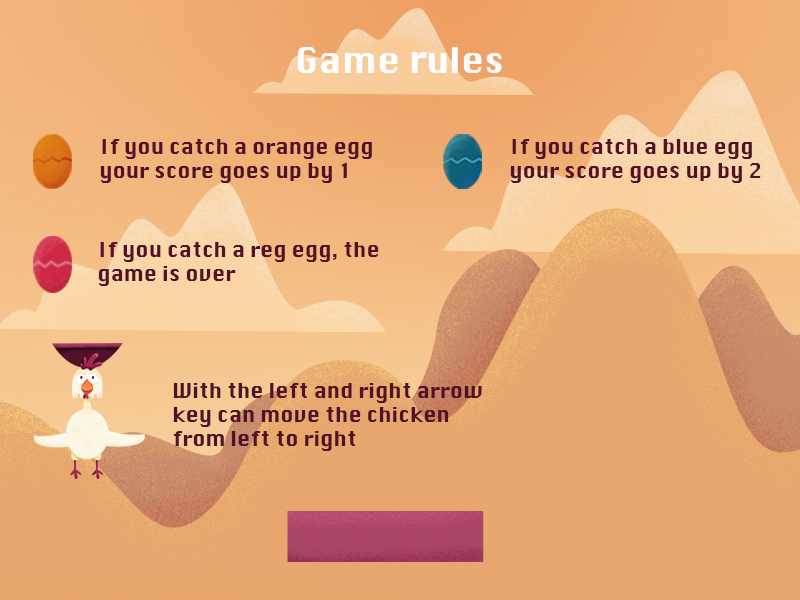 Game rules
If you catch a orange egg
your score goes up by 1
If you catch a blue egg
your score goes up by 2
If you catch a reg egg, the
game is over
With the left and right arrow
key can move the chicken
from left to right